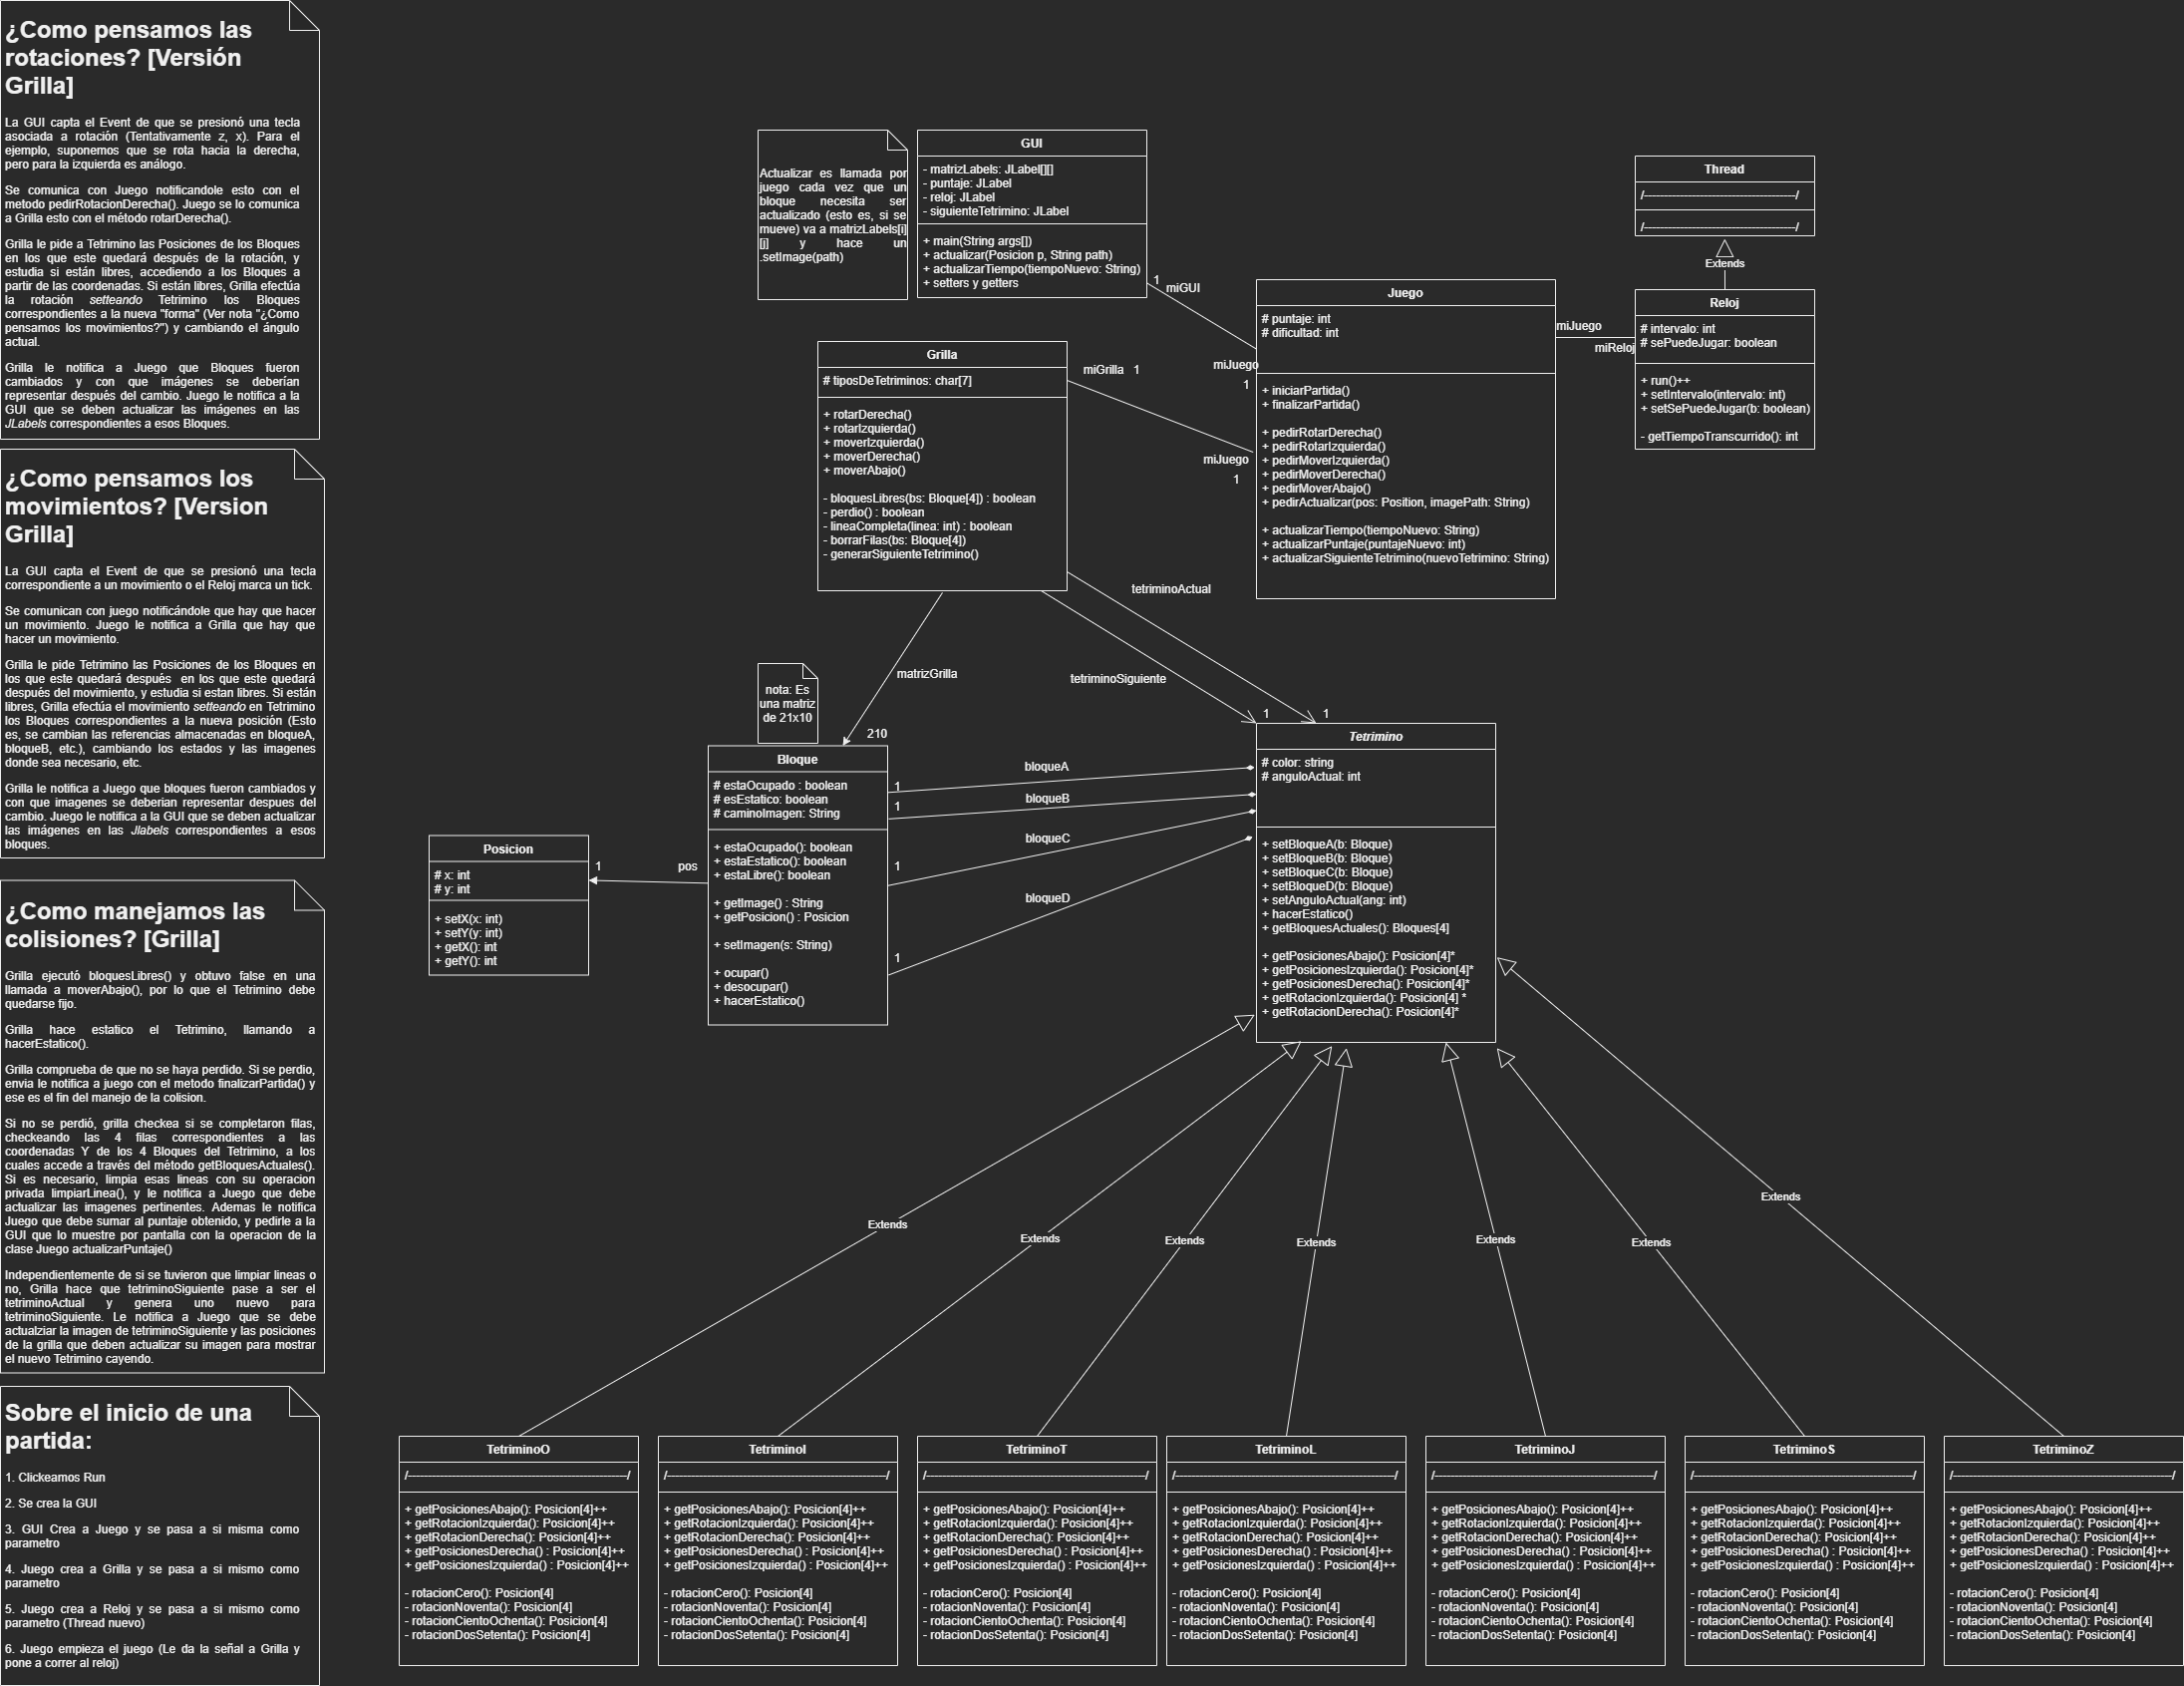 ¿Como pensamos las
rotaciones? [Versión
Grilla]
La GUI capta el Event de que se presionó una tecla
asociada a rotación (Tentativamente z, x). Para el
ejemplo, suponemos que se rota hacia la derecha,
pero para la izquierda es análogo.
Se comunica con Juego notificandole esto con el
metodo pedirRotacionDerecha(). Juego se lo comunica
a Grilla esto con el método rotarDerecha().
Grilla le pide a Tetrimino las Posiciones de los Bloques
en los que este quedará después de la rotación, y
estudia si están libres, accediendo a los Bloques a
partir de las coordenadas. Si están libres, Grilla efectúa
la rotación setteando Tetrimino los Bloques
correspondientes a la nueva "forma" (Ver nota "¿Como
pensamos los movimientos?") y cambiando el ángulo
actual.
Grilla le notifica a Juego que Bloques fueron
cambiados y con que imágenes se deberían
representar después del cambio. Juego le notifica a la
GUI que se deben actualizar las imágenes en las
JLabels correspondientes a esos Bloques.
¿Como pensamos los
movimientos? [Version
Grilla]
La GUI capta el Event de que se presionó una tecla
correspondiente a un movimiento o el Reloj marca un tick.
Se comunican con juego notificándole que hay que hacer
un movimiento. Juego le notifica a Grilla que hay que
hacer un movimiento.
Grilla le pide Tetrimino las Posiciones de los Bloques en
los que este quedará después en los que este quedará
después del movimiento, y estudia si estan libres. Si están
libres, Grilla efectúa el movimiento setteando en Tetrimino
los Bloques correspondientes a la nueva posición (Esto
es, se cambian las referencias almacenadas en bloqueA,
bloqueB, etc.), cambiando los estados y las imagenes
donde sea necesario, etc.
Grilla le notifica a Juego que bloques fueron cambiados y
con que imagenes se deberian representar despues del
cambio. Juego le notifica a la GUI que se deben actualizar
las imágenes en las Jlabels correspondientes a esos
bloques.
¿Como manejamos las
colisiones? [Grilla]
Grilla ejecutó bloquesLibres() y obtuvo false en una
llamada a moverAbajo(), por lo que el Tetrimino debe
quedarse fijo.
Grilla hace estatico el Tetrimino, llamando a
hacerEstatico().
Grilla comprueba de que no se haya perdido. Si se perdio,
envia le notifica a juego con el metodo finalizarPartida() y
ese es el fin del manejo de la colision.
Si no se perdió, grilla checkea si se completaron filas,
checkeando las 4 filas correspondientes a las
coordenadas Y de los 4 Bloques del Tetrimino, a los
cuales accede a través del método getBloquesActuales().
Si es necesario, limpia esas lineas con su operacion
privada limpiarLinea(), y le notifica a Juego que debe
actualizar las imagenes pertinentes. Ademas le notifica
Juego que debe sumar al puntaje obtenido, y pedirle a la
GUI que lo muestre por pantalla con la operacion de la
clase Juego actualizarPuntaje()
Independientemente de si se tuvieron que limpiar lineas o
no, Grilla hace que tetriminoSiguiente pase a ser el
tetriminoActual y genera uno nuevo para
tetriminoSiguiente. Le notifica a Juego que se debe
actualziar la imagen de tetriminoSiguiente y las posiciones
de la grilla que deben actualizar su imagen para mostrar
el nuevo Tetrimino cayendo.
Sobre el inicio de una
partida:
1. Clickeamos Run
2. Se crea la GUI
3. GUI Crea a Juego y se pasa a si misma como
parametro
4. Juego crea a Grilla y se pasa a si mismo como
parametro
5. Juego crea a Reloj y se pasa a si mismo como
parametro (Thread nuevo)
6. Juego empieza el juego (Le da la señal a Grilla y
pone a correr al reloj)
Actualizar es llamada por
juego cada vez que un
bloque necesita ser
actualizado (esto es, si se
mueve) va a matrizLabels[i]
[j] y hace un
.setImage(path)
GUI
- matrizLabels: JLabel[][]
- puntaje: JLabel
- reloj: JLabel
- siguienteTetrimino: JLabel
+ main(String args[])
+ actualizar(Posicion p, String path)
+ actualizarTiempo(tiempoNuevo: String)
+ setters y getters
1
miGUI
miJuego
1
Thread
/--------------------------------------/
/--------------------------------------/
Extends
Reloj
# intervalo: int
# sePuedeJugar: boolean
+ run()++
+ setIntervalo(intervalo: int)
+ setSePuedeJugar(b: boolean)
- getTiempoTranscurrido(): int
miJuego
miReloj
Juego
# puntaje: int
# dificultad: int
+ iniciarPartida()
+ finalizarPartida()
+ pedirRotarDerecha()
+ pedirRotarIzquierda()
+ pedirMoverIzquierda()
+ pedirMoverDerecha()
+ pedirMoverAbajo()
+ pedirActualizar(pos: Position, imagePath: String)
+ actualizarTiempo(tiempoNuevo: String)
+ actualizarPuntaje(puntajeNuevo: int)
+ actualizarSiguienteTetrimino(nuevoTetrimino: String)
Grilla
# tiposDeTetriminos: char[7]
+ rotarDerecha()
+ rotarIzquierda()
+ moverIzquierda()
+ moverDerecha()
+ moverAbajo()
- bloquesLibres(bs: Bloque[4]) : boolean
- perdio() : boolean
- lineaCompleta(linea: int) : boolean
- borrarFilas(bs: Bloque[4])
- generarSiguienteTetrimino()
miGrilla 1
miJuego
1
tetriminoActual
tetriminoSiguiente
1
1
matrizGrilla
210
nota: Es
una matriz
de 21x10
Bloque
# estaOcupado : boolean
# esEstatico: boolean
# caminoImagen: String
+ estaOcupado(): boolean
+ estaEstatico(): boolean
+ estaLibre(): boolean
+ getImage() : String
+ getPosicion() : Posicion
+ setImagen(s: String)
+ ocupar()
+ desocupar()
+ hacerEstatico()
Posicion
# x: int
# y: int
+ setX(x: int)
+ setY(y: int)
+ getX(): int
+ getY(): int
1
pos
1
bloqueA
1
bloqueB
1
bloqueC
1
bloqueD
Tetrimino
# color: string
# anguloActual: int
+ setBloqueA(b: Bloque)
+ setBloqueB(b: Bloque)
+ setBloqueC(b: Bloque)
+ setBloqueD(b: Bloque)
+ setAnguloActual(ang: int)
+ hacerEstatico()
+ getBloquesActuales(): Bloques[4]
+ getPosicionesAbajo(): Posicion[4]*
+ getPosicionesIzquierda(): Posicion[4]*
+ getPosicionesDerecha(): Posicion[4]*
+ getRotacionIzquierda(): Posicion[4] *
+ getRotacionDerecha(): Posicion[4]*
Extends
Extends
Extends
Extends
Extends
Extends
Extends
TetriminoO
/-------------------------------------------------------/
+ getPosicionesAbajo(): Posicion[4]++
+ getRotacionIzquierda(): Posicion[4]++
+ getRotacionDerecha(): Posicion[4]++
+ getPosicionesDerecha() : Posicion[4]++
+ getPosicionesIzquierda() : Posicion[4]++
- rotacionCero(): Posicion[4]
- rotacionNoventa(): Posicion[4]
- rotacionCientoOchenta(): Posicion[4]
- rotacionDosSetenta(): Posicion[4]
TetriminoI
/-------------------------------------------------------/
+ getPosicionesAbajo(): Posicion[4]++
+ getRotacionIzquierda(): Posicion[4]++
+ getRotacionDerecha(): Posicion[4]++
+ getPosicionesDerecha() : Posicion[4]++
+ getPosicionesIzquierda() : Posicion[4]++
- rotacionCero(): Posicion[4]
- rotacionNoventa(): Posicion[4]
- rotacionCientoOchenta(): Posicion[4]
- rotacionDosSetenta(): Posicion[4]
TetriminoT
/-------------------------------------------------------/
+ getPosicionesAbajo(): Posicion[4]++
+ getRotacionIzquierda(): Posicion[4]++
+ getRotacionDerecha(): Posicion[4]++
+ getPosicionesDerecha() : Posicion[4]++
+ getPosicionesIzquierda() : Posicion[4]++
- rotacionCero(): Posicion[4]
- rotacionNoventa(): Posicion[4]
- rotacionCientoOchenta(): Posicion[4]
- rotacionDosSetenta(): Posicion[4]
TetriminoL
/-------------------------------------------------------/
+ getPosicionesAbajo(): Posicion[4]++
+ getRotacionIzquierda(): Posicion[4]++
+ getRotacionDerecha(): Posicion[4]++
+ getPosicionesDerecha() : Posicion[4]++
+ getPosicionesIzquierda() : Posicion[4]++
- rotacionCero(): Posicion[4]
- rotacionNoventa(): Posicion[4]
- rotacionCientoOchenta(): Posicion[4]
- rotacionDosSetenta(): Posicion[4]
TetriminoJ
/-------------------------------------------------------/
+ getPosicionesAbajo(): Posicion[4]++
+ getRotacionIzquierda(): Posicion[4]++
+ getRotacionDerecha(): Posicion[4]++
+ getPosicionesDerecha() : Posicion[4]++
+ getPosicionesIzquierda() : Posicion[4]++
- rotacionCero(): Posicion[4]
- rotacionNoventa(): Posicion[4]
- rotacionCientoOchenta(): Posicion[4]
- rotacionDosSetenta(): Posicion[4]
TetriminoS
/-------------------------------------------------------/
+ getPosicionesAbajo(): Posicion[4]++
+ getRotacionIzquierda(): Posicion[4]++
+ getRotacionDerecha(): Posicion[4]++
+ getPosicionesDerecha() : Posicion[4]++
+ getPosicionesIzquierda() : Posicion[4]++
- rotacionCero(): Posicion[4]
- rotacionNoventa(): Posicion[4]
- rotacionCientoOchenta(): Posicion[4]
- rotacionDosSetenta(): Posicion[4]
TetriminoZ
/-------------------------------------------------------/
+ getPosicionesAbajo(): Posicion[4]++
+ getRotacionIzquierda(): Posicion[4]++
+ getRotacionDerecha(): Posicion[4]++
+ getPosicionesDerecha() : Posicion[4]++
+ getPosicionesIzquierda() : Posicion[4]++
- rotacionCero(): Posicion[4]
- rotacionNoventa(): Posicion[4]
- rotacionCientoOchenta(): Posicion[4]
- rotacionDosSetenta(): Posicion[4]